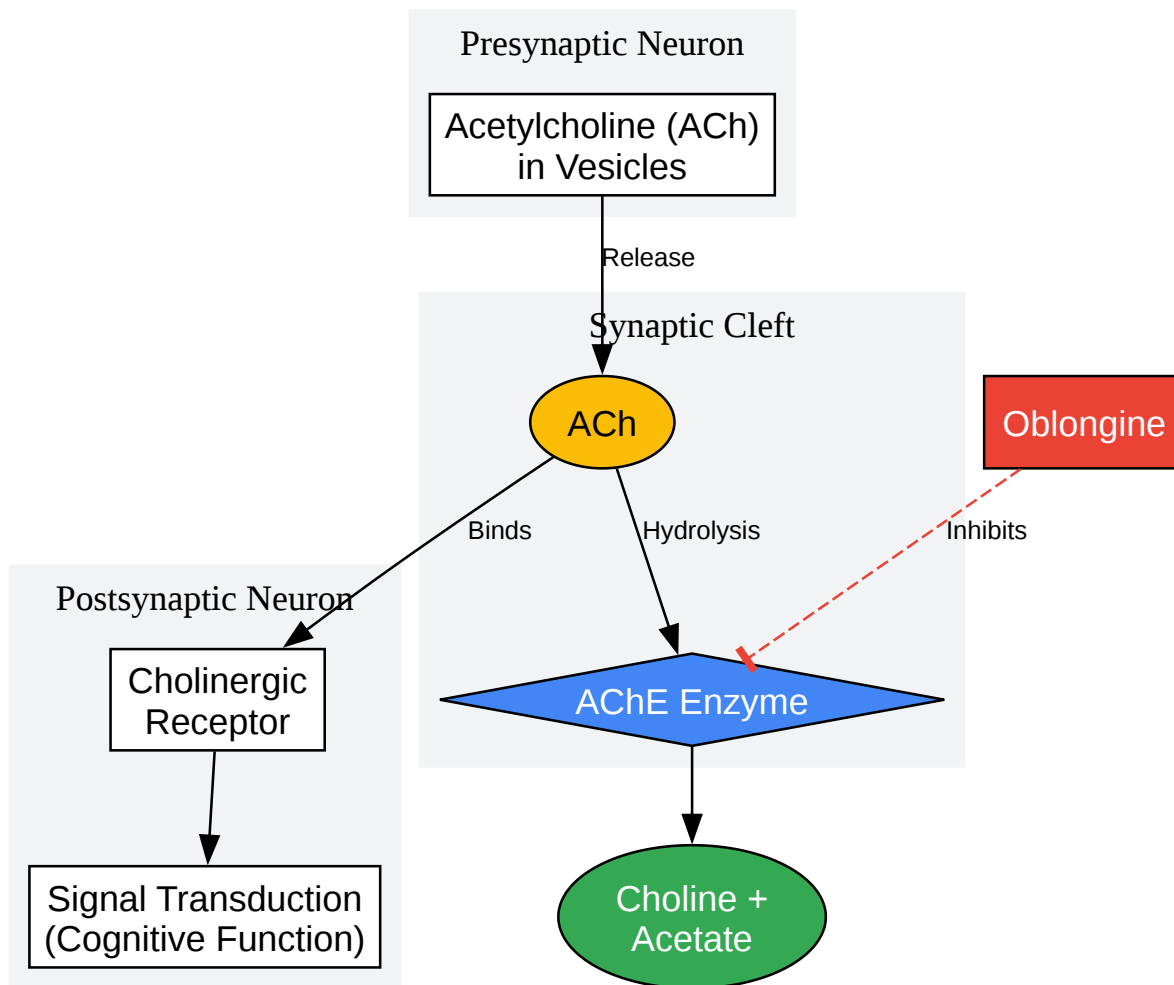 Presynaptic Neuron
Acetylcholine (ACh)
in Vesicles
Release
Synaptic Cleft
ACh
Oblongine
Binds
Hydrolysis
Inhibits
Postsynaptic Neuron
Cholinergic
Receptor
AChE Enzyme
Signal Transduction
(Cognitive Function)
Choline +
Acetate